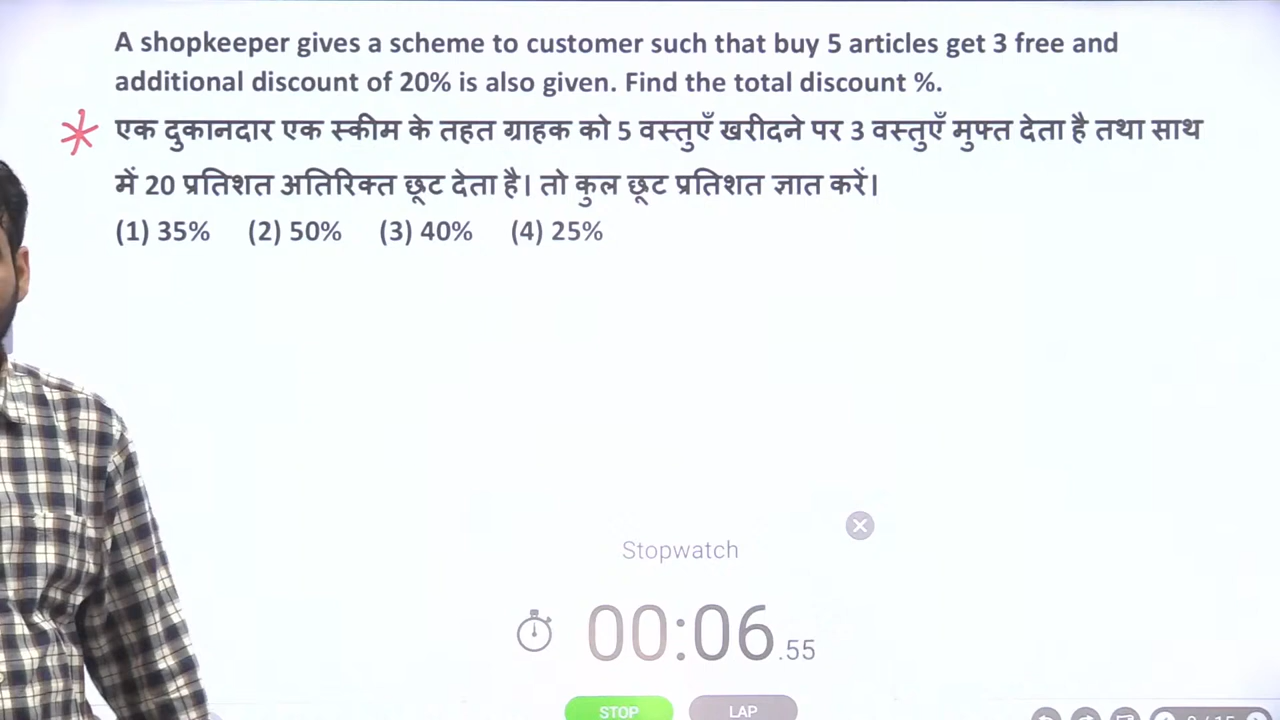 A shopkeeper gives a scheme to customer such that buy 5 articles get 3 free and
additional discount of 20% is also given. Find the total discount %.
एक दुकानदार एक स्कीम के तहत ग्राहक को 5 वस्तुएँ खरीदने पर 3 वस्तुएँ मुफ्त देता है तथा साथ
में 20 प्रतिशत अतिरिक्त छूट देता है। तो कुल छूट प्रतिशत ज्ञात करें।
(1) 35% (2) 50% (3) 40% (4) 25%
Stopwatch
00:06.55
STOP LAP